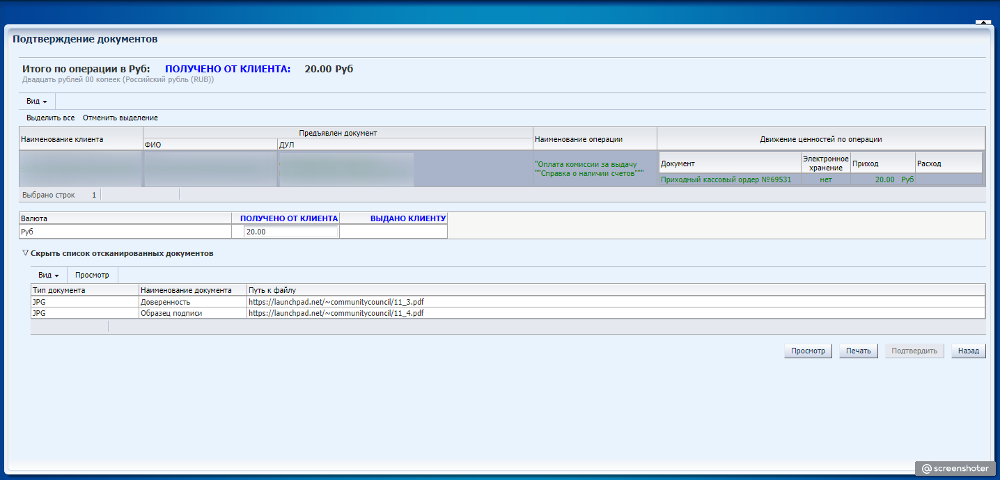 Подтверждение документов
Итого по операции в Руб: ПОЛУЧЕНО ОТ КЛИЕНТА: 20.00 Руб
Двадцать рублей 00 копеек (Российский рубль (RUB))
Вид
Выделить все Отменить выделение
Наименование клиента Предъявлен документ Наименование операции Движение ценностей по операции
ФИО ДУЛ
"Оплата комиссии за выдачу
""Справка о наличии счетов"""
Документ Электронное хранение Приход Расход
Приходный кассовый ордер №69531 нет 20.00 Руб
Выбрано строк 1
Валюта ПОЛУЧЕНО ОТ КЛИЕНТА ВЫДАНО КЛИЕНТУ
Руб 20.00
Скрыть список отсканированных документов
Вид Просмотр
Тип документа Наименование документа Путь к файлу
JPG Доверенность https://launchpad.net/~communitycouncil/11_3.pdf
JPG Образец подписи https://launchpad.net/~communitycouncil/11_4.pdf
Просмотр Печать Подтвердить Назад
@screenshoter